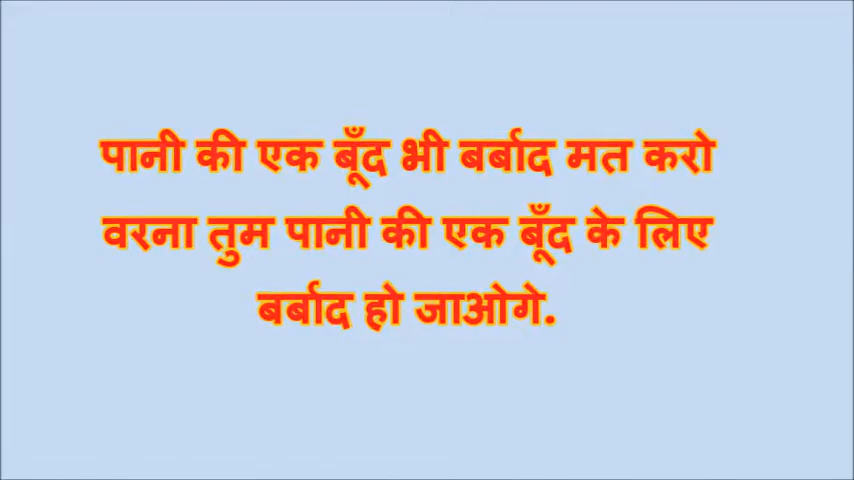 पानी की एक बूँद भी बर्बाद मत करो
वरना तुम पानी की एक बूँद के लिए
बर्बाद हो जाओगे.